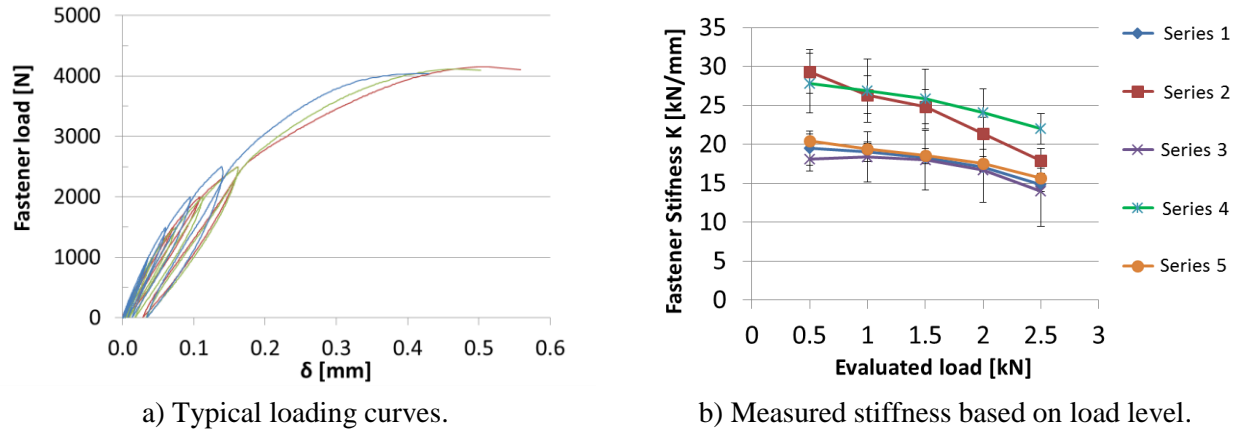 Fastener load [N]
5000
4000
3000
2000
1000
0
0.0 0.1 0.2 0.3 0.4 0.5 0.6
δ [mm]
a) Typical loading curves.
Fastener Stifness K [kN/mm]
35
30
25
20
15
10
5
0
0 0.5 1 1.5 2 2.5 3
Evaluated load [kN]
Series 1
Series 2
Series 3
Series 4
Series 5
b) Measured stiffness based on load level.